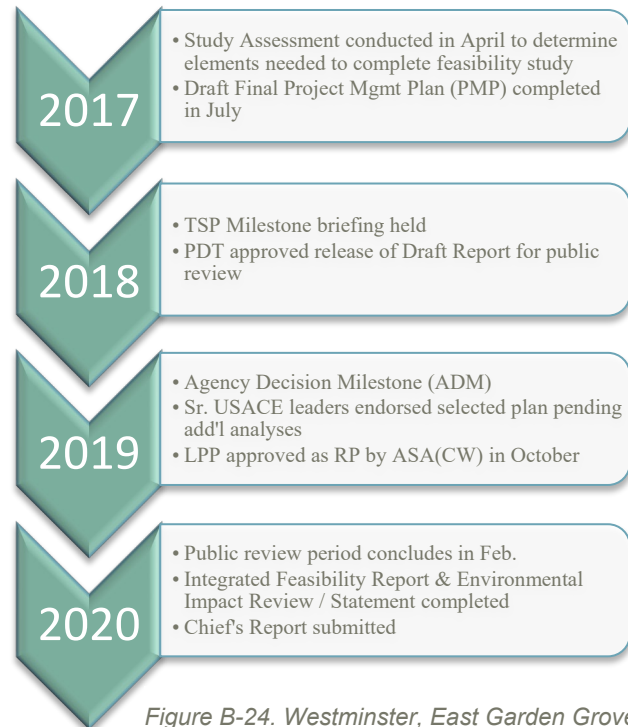 2017
• Study Assessment conducted in April to determine
elements needed to complete feasibility study
• Draft Final Project Mgmt Plan (PMP) completed
in July
2018
• TSP Milestone briefing held
• PDT approved release of Draft Report for public
review
2019
• Agency Decision Milestone (ADM)
• Sr. USACE leaders endorsed selected plan pending
add'l analyses
• LPP approved as RP by ASA(CW) in October
2020
• Public review period concludes in Feb.
• Integrated Feasibility Report & Environmental
Impact Review / Statement completed
• Chief's Report submitted
Figure B-24. Westminster, East Garden Grove